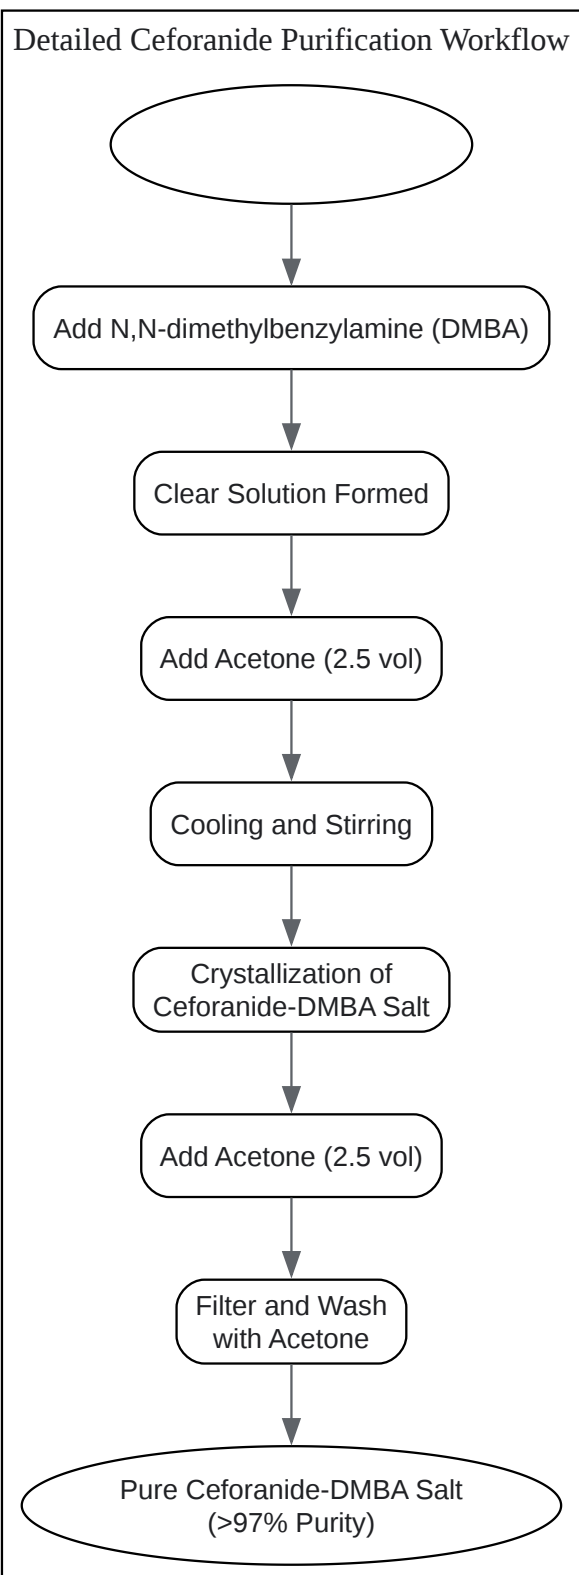 Detailed Ceforanide Purification Workflow
Add N,N-dimethylbenzylamine (DMBA)
Clear Solution Formed
Add Acetone (2.5 vol)
Cooling and Stirring
Crystallization of
Ceforanide-DMBA Salt
Add Acetone (2.5 vol)
Filter and Wash
with Acetone
Pure Ceforanide-DMBA Salt
(>97% Purity)